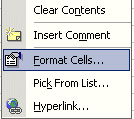 Clear Contents
Insert Comment
Format Cells...
Pick From List...
Hyperlink...